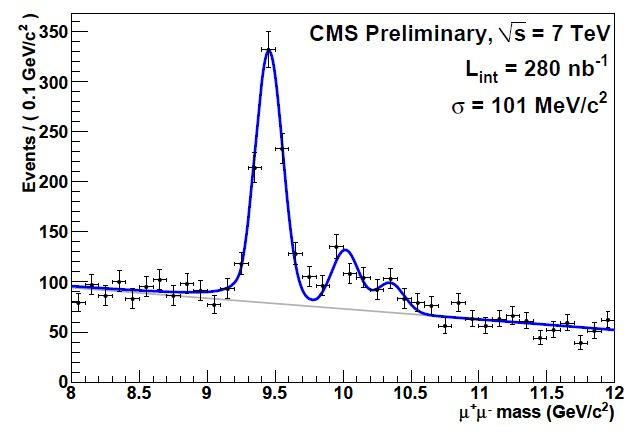 CMS Preliminary, √s = 7 TeV
L_int = 280 nb⁻¹
σ = 101 MeV/c²
Events / ( 0.1 GeV/c² )
350
300
250
200
150
100
50
0
8 8.5 9 9.5 10 10.5 11 11.5 12
μ⁺μ⁻ mass (GeV/c²)